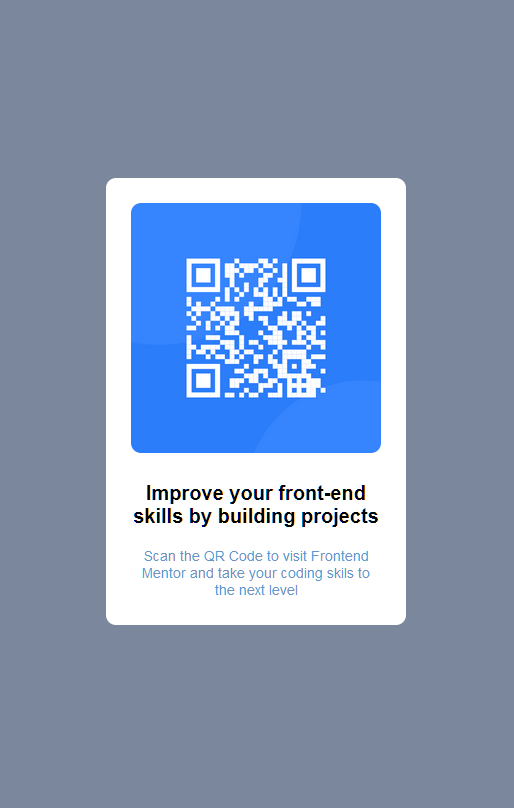 Improve your front-end
skills by building projects
Scan the QR Code to visit Frontend
Mentor and take your coding skils to
the next level